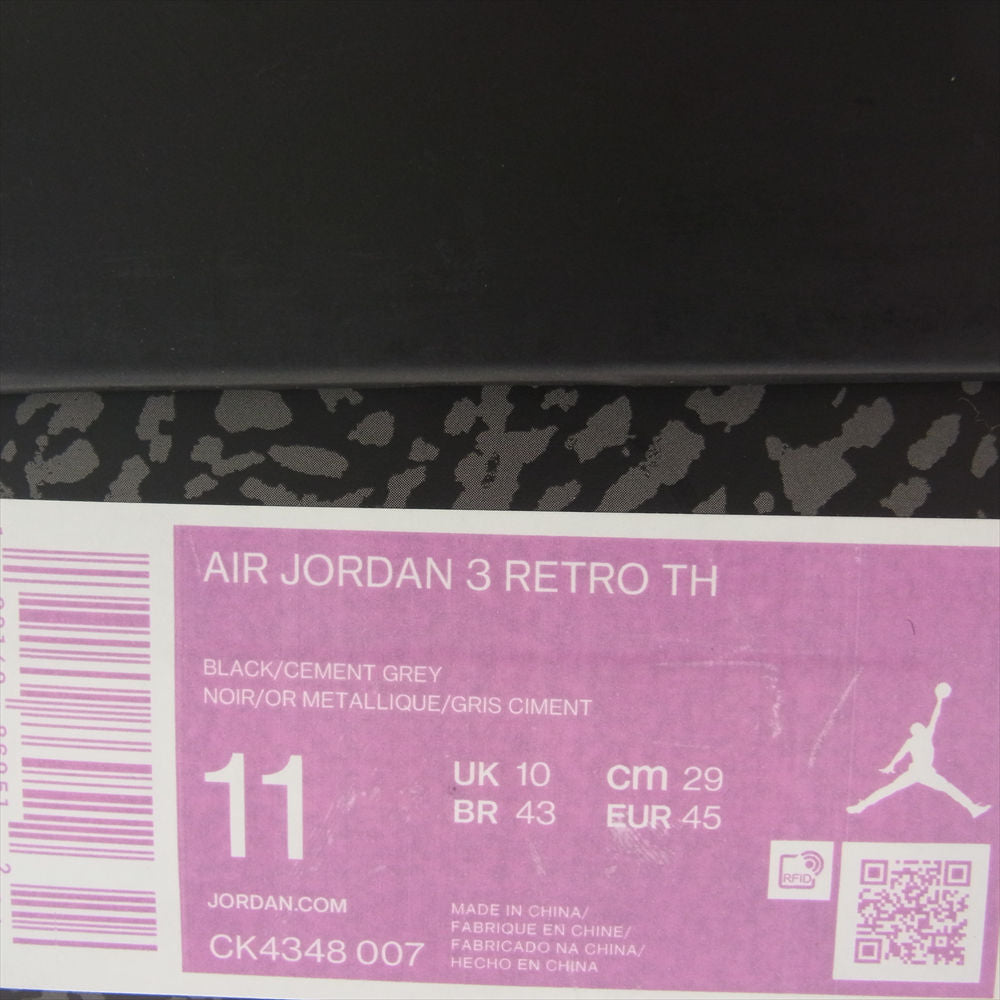 AIR JORDAN 3 RETRO TH
BLACK/CEMENT GREY
NOIR/OR METALLIQUE/GRIS CIMENT
11
UK 10 cm 29
BR 43 EUR 45
RFID
JORDAN.COM
CK4348 007
MADE IN CHINA/
FABRIQUE EN CHINE/
FABRICADO NA CHINA/
HECHO EN CHINA